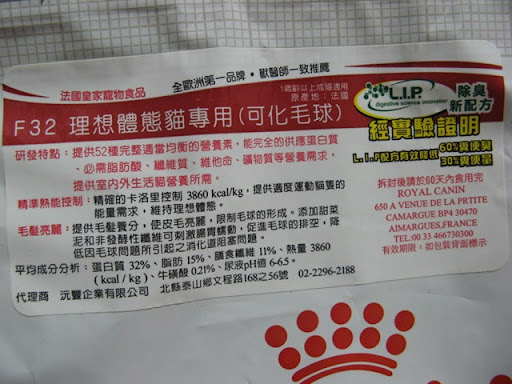 全歐洲第一品牌·獸醫師一致推薦
法國皇家寵物食品
1歲齡以上成貓適用
原產地:法國
F32 理想體態貓專用(可化毛球)
L.I.P.
digestive science innovation
除臭
新配方
經實驗證明
L.I.P配方有效降低
60%糞便臭
30%糞便量
研發特點:提供52種完整適當均衡的營養素,能完全的供應蛋白質
、必需脂肪酸、纖維質、維他命、礦物質等營養需求,
提供室內外生活貓營養所需。
精準熱能控制:精確的卡洛里控制 3860 kcal/kg,提供適度運動貓隻的
能量需求,維持理想體態。
毛髮亮麗:提供毛髮養分,使皮毛亮麗,限制毛球的形成。添加甜菜
泥和非發酵性纖維可刺激腸胃蠕動,促進毛球的排空,降
低因毛球問題所引起之消化道阻塞問題。
平均成分分析:蛋白質 32%、脂肪 15%、膳食纖維 11%、熱量 3860
(kcal / kg)、牛磺酸 0.21%、尿液pH值 6-6.5。
代理商 沅豐企業有限公司 北縣泰山鄉文程路168之56號 02-2296-2188
拆封後請於60天內食用完
ROYAL CANIN
650 A VENUE DE LA PRTITE
CAMARGUE BP4 30470
AIMARGUES,FRANCE
TEL:00 33 466730300
有效期限:如包裝背面標示